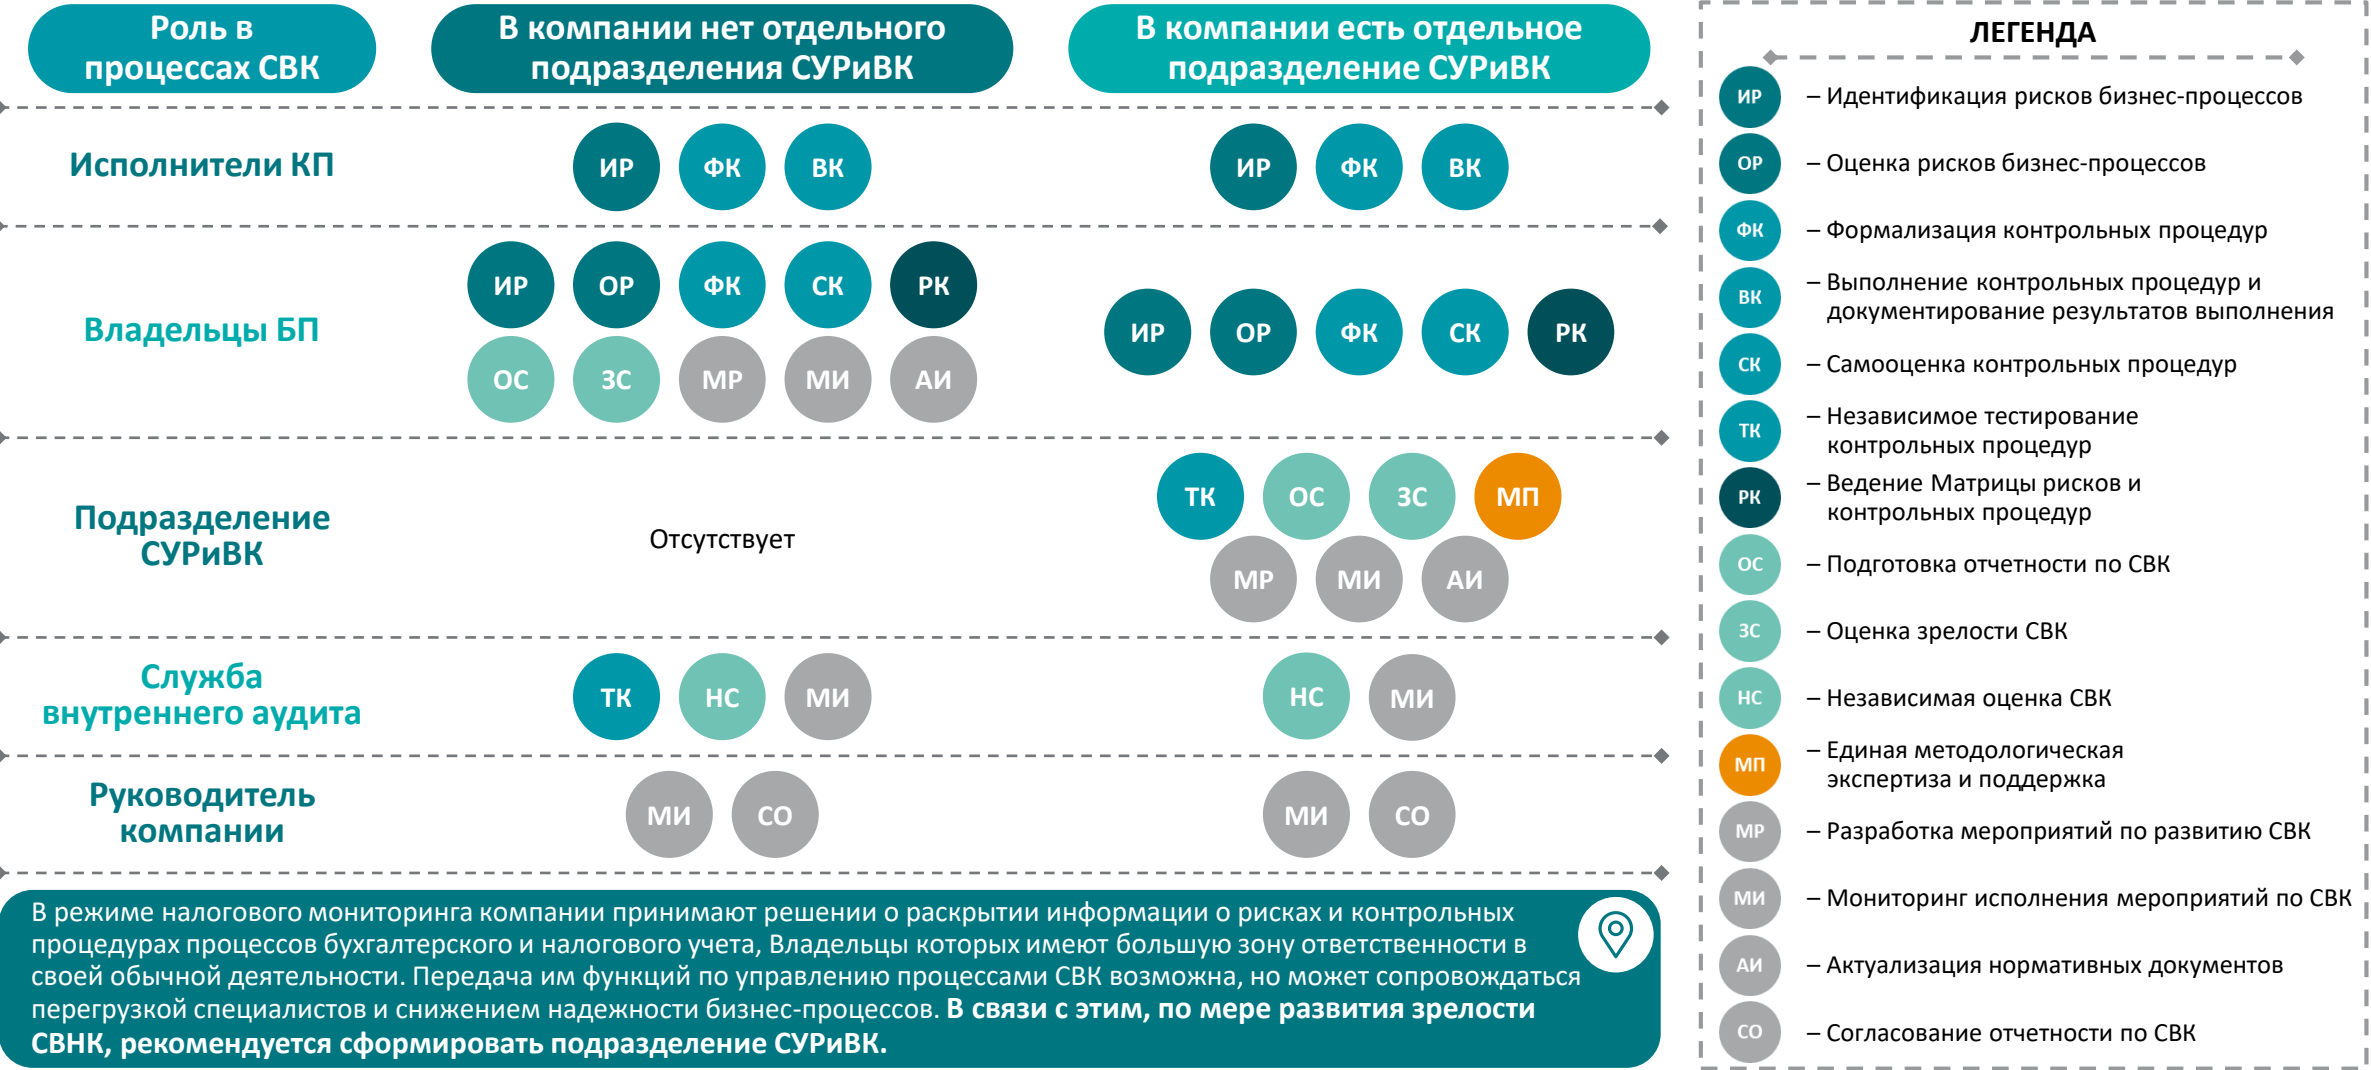 Роль в
процессах СВК
В компании нет отдельного
подразделения СУРиВК
В компании есть отдельное
подразделение СУРиВК
Исполнители КП
ИР ФК ВК
ИР ФК ВК
Владельцы БП
ИР ОР ФК СК РК
ОС ЗС МР МИ АИ
ИР ОР ФК СК РК
Подразделение
СУРиВК
Отсутствует
ТК ОС ЗС МП
МР МИ АИ
Служба
внутреннего аудита
ТК НС МИ
НС МИ
Руководитель
компании
МИ СО
МИ СО
В режиме налогового мониторинга компании принимают решении о раскрытии информации о рисках и контрольных
процедурах процессов бухгалтерского и налогового учета, Владельцы которых имеют большую зону ответственности в
своей обычной деятельности. Передача им функций по управлению процессами СВК возможна, но может сопровождаться
перегрузкой специалистов и снижением надежности бизнес-процессов. В связи с этим, по мере развития зрелости
СВНК, рекомендуется сформировать подразделение СУРиВК.
ЛЕГЕНДА
ИР – Идентификация рисков бизнес-процессов
ОР – Оценка рисков бизнес-процессов
ФК – Формализация контрольных процедур
ВК – Выполнение контрольных процедур и
документирование результатов выполнения
СК – Самооценка контрольных процедур
ТК – Независимое тестирование
контрольных процедур
РК – Ведение Матрицы рисков и
контрольных процедур
ОС – Подготовка отчетности по СВК
ЗС – Оценка зрелости СВК
НС – Независимая оценка СВК
МП – Единая методологическая
экспертиза и поддержка
МР – Разработка мероприятий по развитию СВК
МИ – Мониторинг исполнения мероприятий по СВК
АИ – Актуализация нормативных документов
СО – Согласование отчетности по СВК